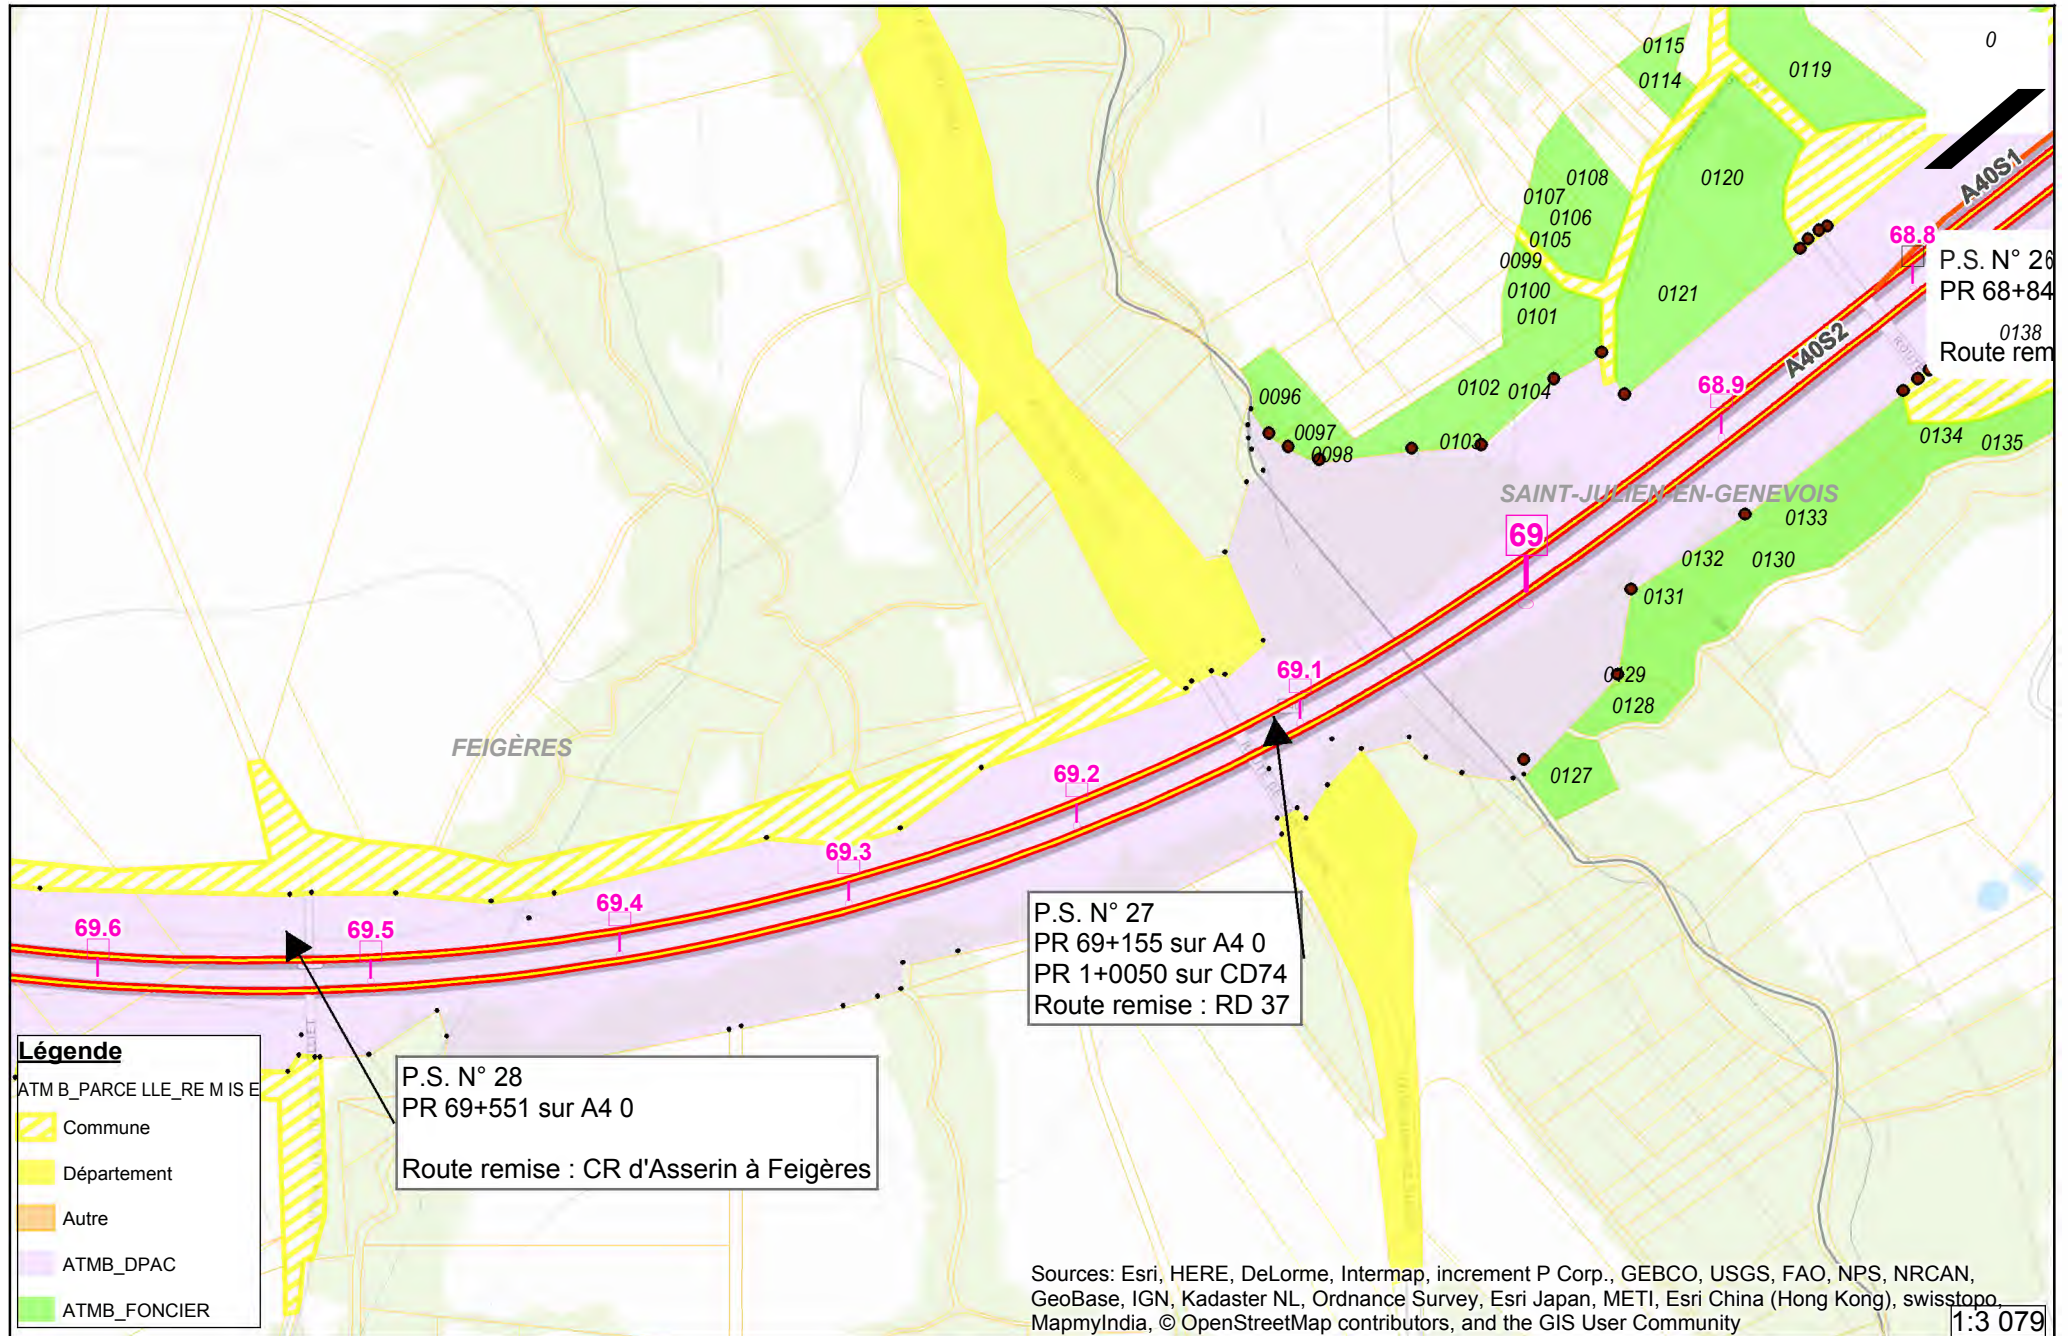 0115
0
0114
0119
0108
0120
0107
0106
0105
0099
0100
0121
0101
A40S1
68.8
P.S. N° 26
PR 68+84
0138
Route rem
A40S2
68.9
0096
0102
0104
0097
0103
0098
0134
0135
SAINT-JULIEN-EN-GENEVOIS
0133
69
0132
0130
0131
0129
0128
69.1
0127
FEIGÈRES
69.2
69.3
69.4
69.5
69.6
P.S. N° 27
PR 69+155 sur A4 0
PR 1+0050 sur CD74
Route remise : RD 37
P.S. N° 28
PR 69+551 sur A4 0
Route remise : CR d'Asserin à Feigères
Légende
ATM B_PARCE LLE_RE M IS E
Commune
Département
Autre
ATMB_DPAC
ATMB_FONCIER
Sources: Esri, HERE, DeLorme, Intermap, increment P Corp., GEBCO, USGS, FAO, NPS, NRCAN,
GeoBase, IGN, Kadaster NL, Ordnance Survey, Esri Japan, METI, Esri China (Hong Kong), swisstopo,
MapmyIndia, © OpenStreetMap contributors, and the GIS User Community
1:3 079